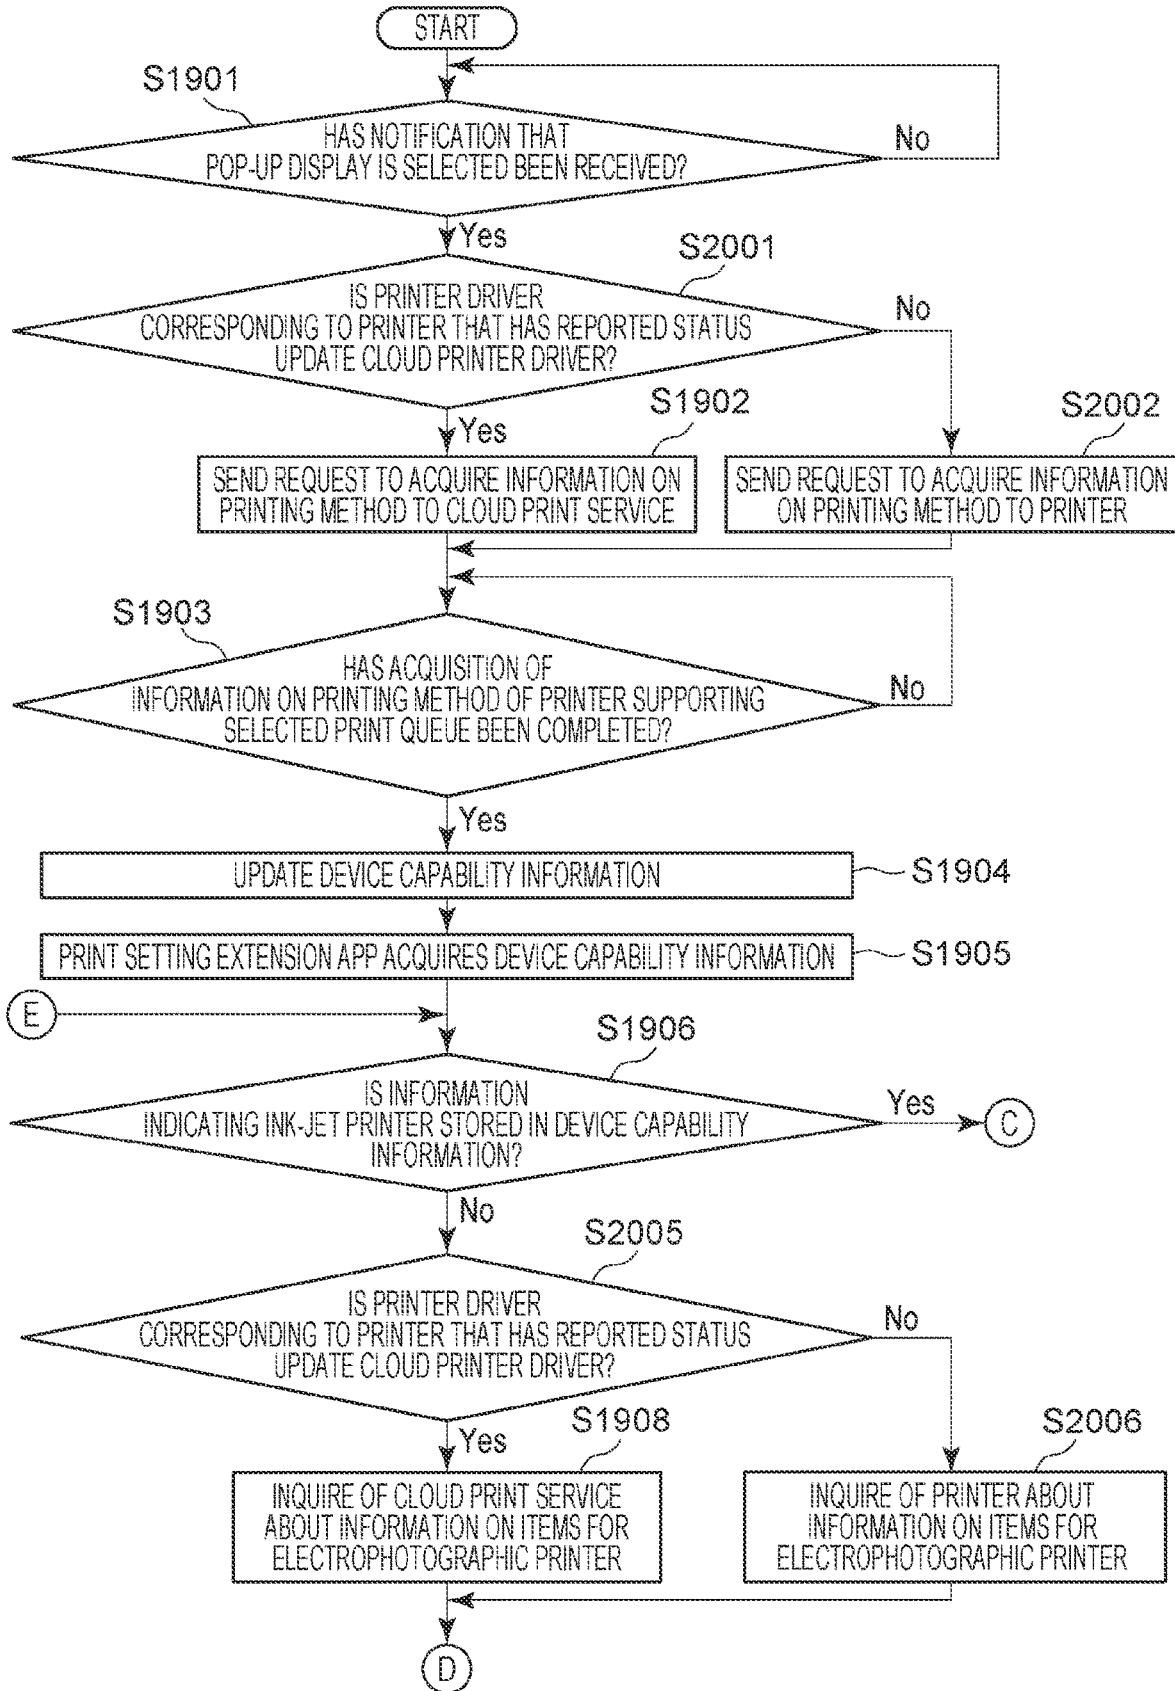 START
S1901
HAS NOTIFICATION THAT
POP-UP DISPLAY IS SELECTED BEEN RECEIVED?
No
Yes
S2001
IS PRINTER DRIVER
CORRESPONDING TO PRINTER THAT HAS REPORTED STATUS
UPDATE CLOUD PRINTER DRIVER?
No
Yes
S1902
SEND REQUEST TO ACQUIRE INFORMATION ON
PRINTING METHOD TO CLOUD PRINT SERVICE
S2002
SEND REQUEST TO ACQUIRE INFORMATION
ON PRINTING METHOD TO PRINTER
S1903
HAS ACQUISITION OF
INFORMATION ON PRINTING METHOD OF PRINTER SUPPORTING
SELECTED PRINT QUEUE BEEN COMPLETED?
No
Yes
UPDATE DEVICE CAPABILITY INFORMATION
S1904
PRINT SETTING EXTENSION APP ACQUIRES DEVICE CAPABILITY INFORMATION
S1905
E
S1906
IS INFORMATION
INDICATING INK-JET PRINTER STORED IN DEVICE CAPABILITY
INFORMATION?
Yes
C
No
S2005
IS PRINTER DRIVER
CORRESPONDING TO PRINTER THAT HAS REPORTED STATUS
UPDATE CLOUD PRINTER DRIVER?
No
Yes
S1908
INQUIRE OF CLOUD PRINT SERVICE
ABOUT INFORMATION ON ITEMS FOR
ELECTROPHOTOGRAPHIC PRINTER
S2006
INQUIRE OF PRINTER ABOUT
INFORMATION ON ITEMS FOR
ELECTROPHOTOGRAPHIC PRINTER
D